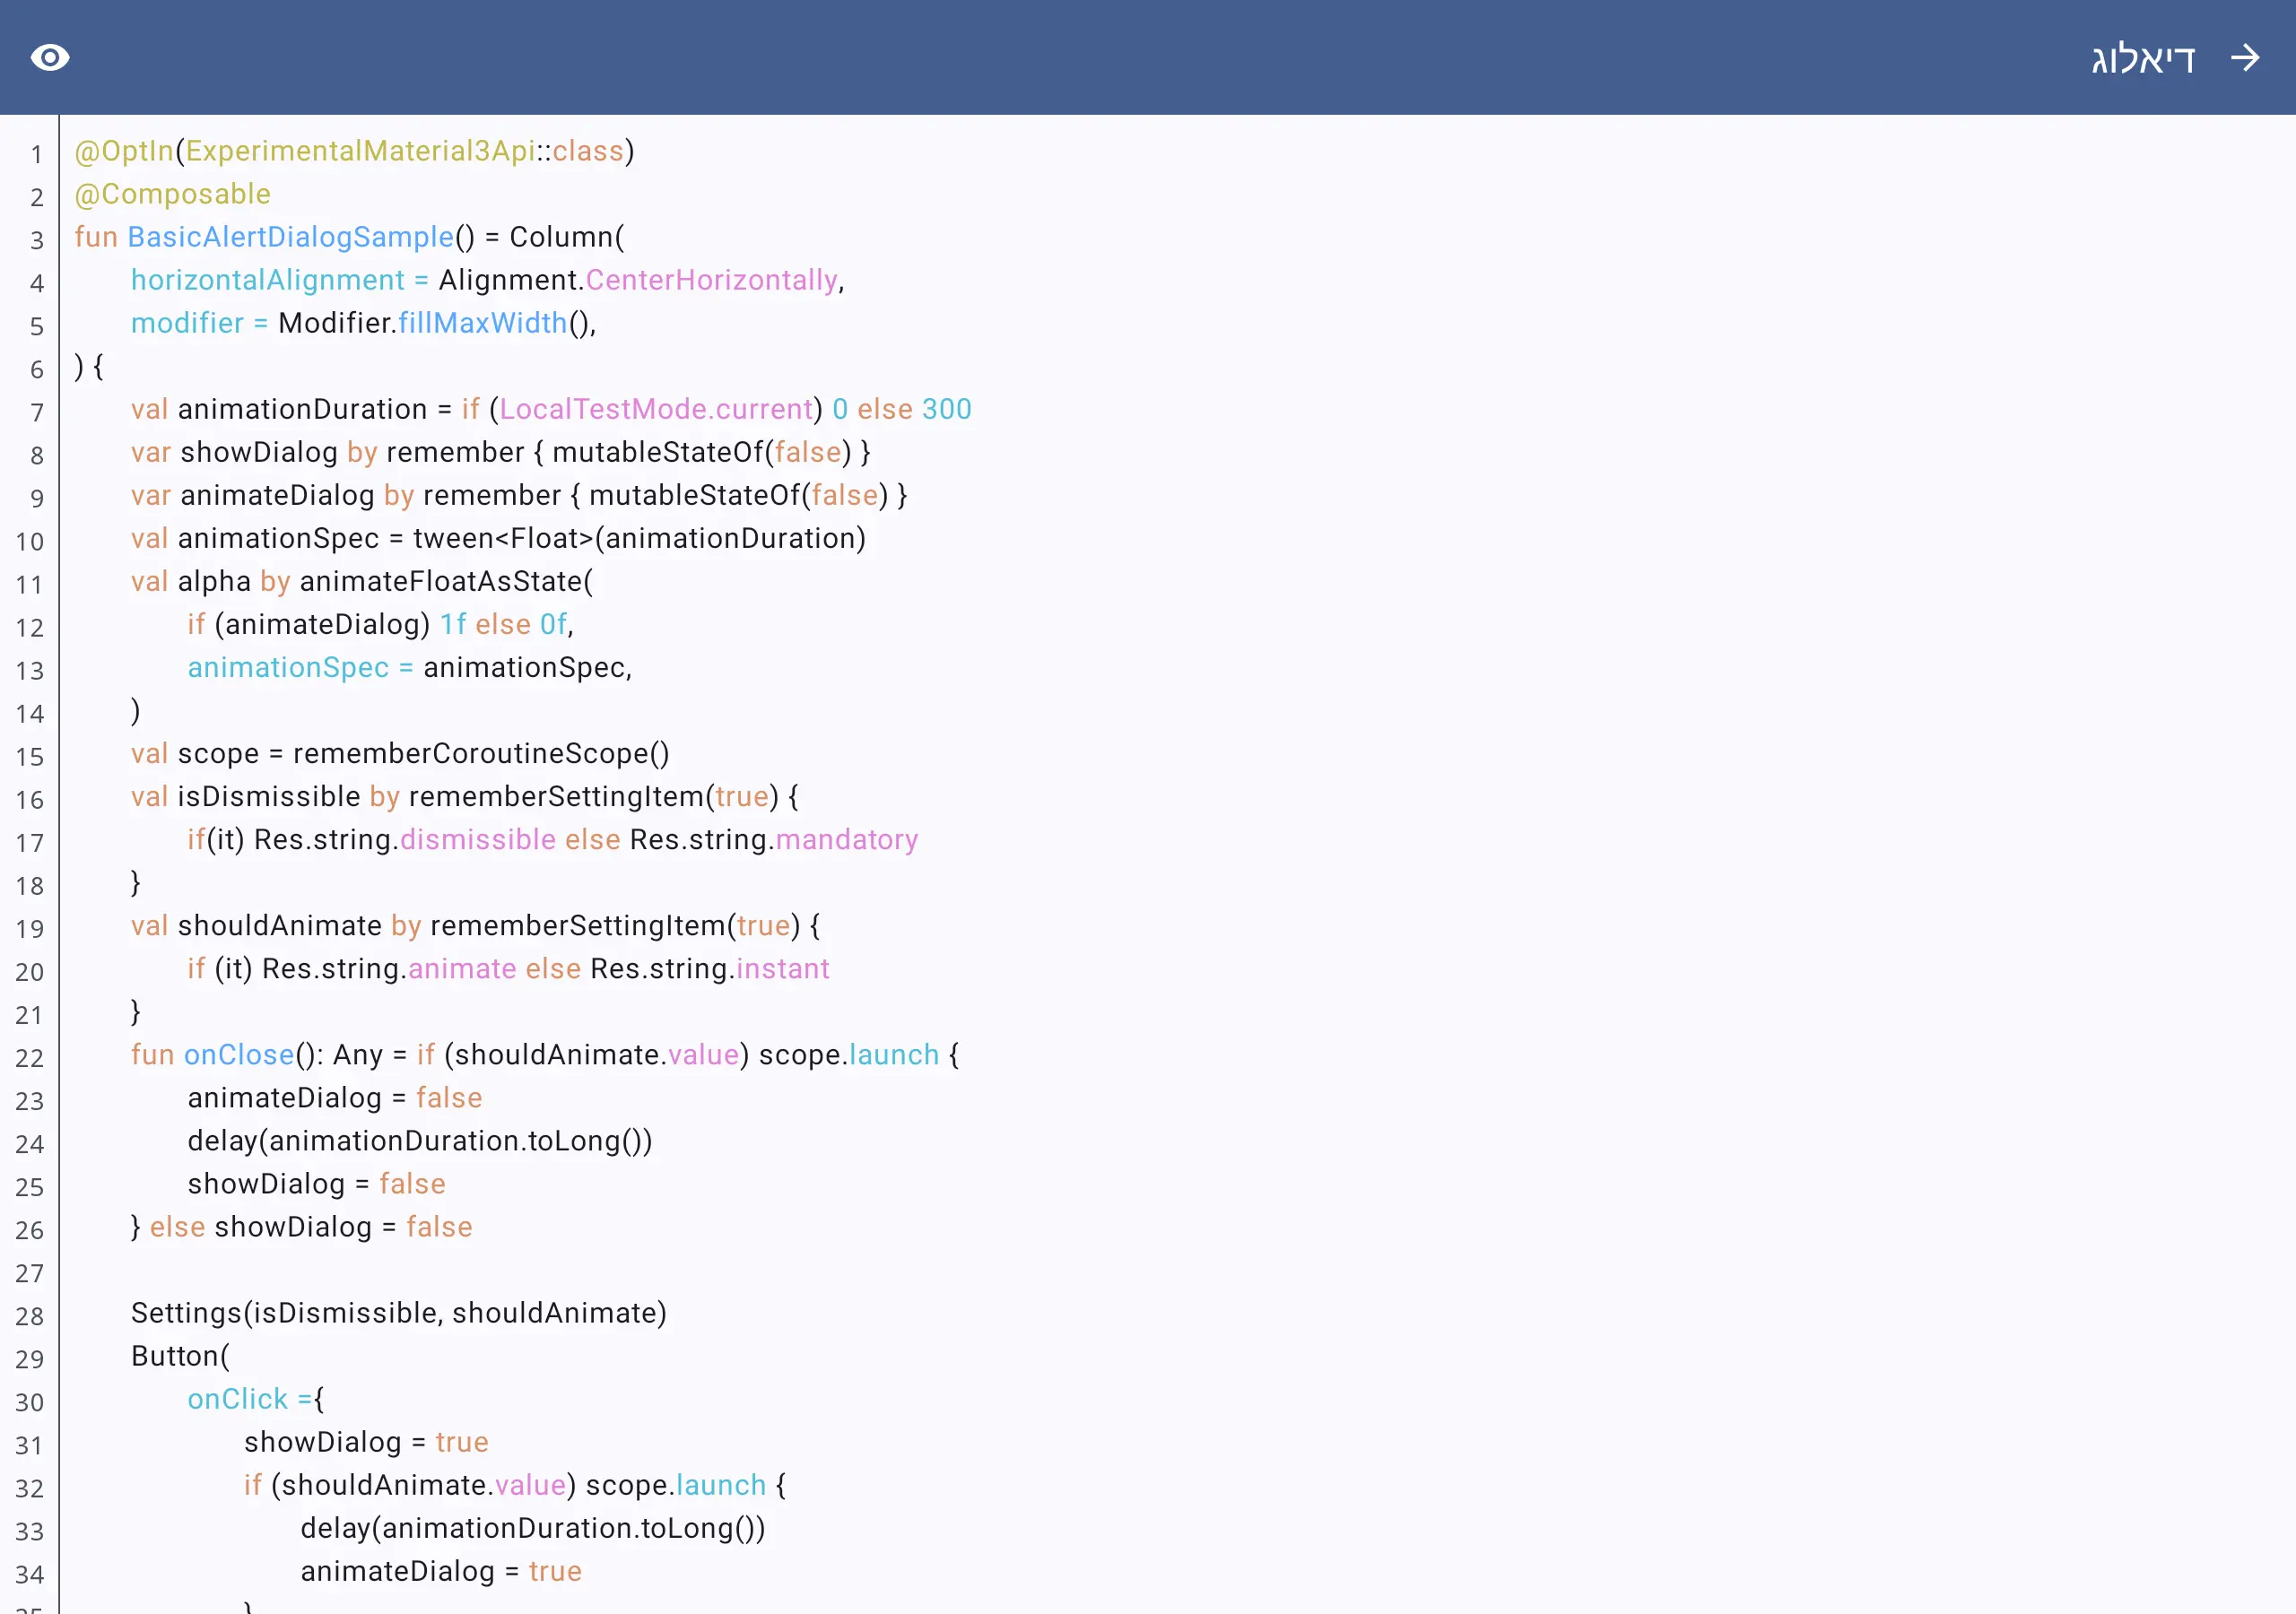 דיאלוג
1 @OptIn(ExperimentalMaterial3Api::class)
2 @Composable
3 fun BasicAlertDialogSample() = Column(
4 horizontalAlignment = Alignment.CenterHorizontally,
5 modifier = Modifier.fillMaxWidth(),
6 ) {
7 val animationDuration = if (LocalTestMode.current) 0 else 300
8 var showDialog by remember { mutableStateOf(false) }
9 var animateDialog by remember { mutableStateOf(false) }
10 val animationSpec = tween<Float>(animationDuration)
11 val alpha by animateFloatAsState(
12 if (animateDialog) 1f else 0f,
13 animationSpec = animationSpec,
14 )
15 val scope = rememberCoroutineScope()
16 val isDismissible by rememberSettingItem(true) {
17 if(it) Res.string.dismissible else Res.string.mandatory
18 }
19 val shouldAnimate by rememberSettingItem(true) {
20 if (it) Res.string.animate else Res.string.instant
21 }
22 fun onClose(): Any = if (shouldAnimate.value) scope.launch {
23 animateDialog = false
24 delay(animationDuration.toLong())
25 showDialog = false
26 } else showDialog = false
27
28 Settings(isDismissible, shouldAnimate)
29 Button(
30 onClick ={
31 showDialog = true
32 if (shouldAnimate.value) scope.launch {
33 delay(animationDuration.toLong())
34 animateDialog = true
35 }